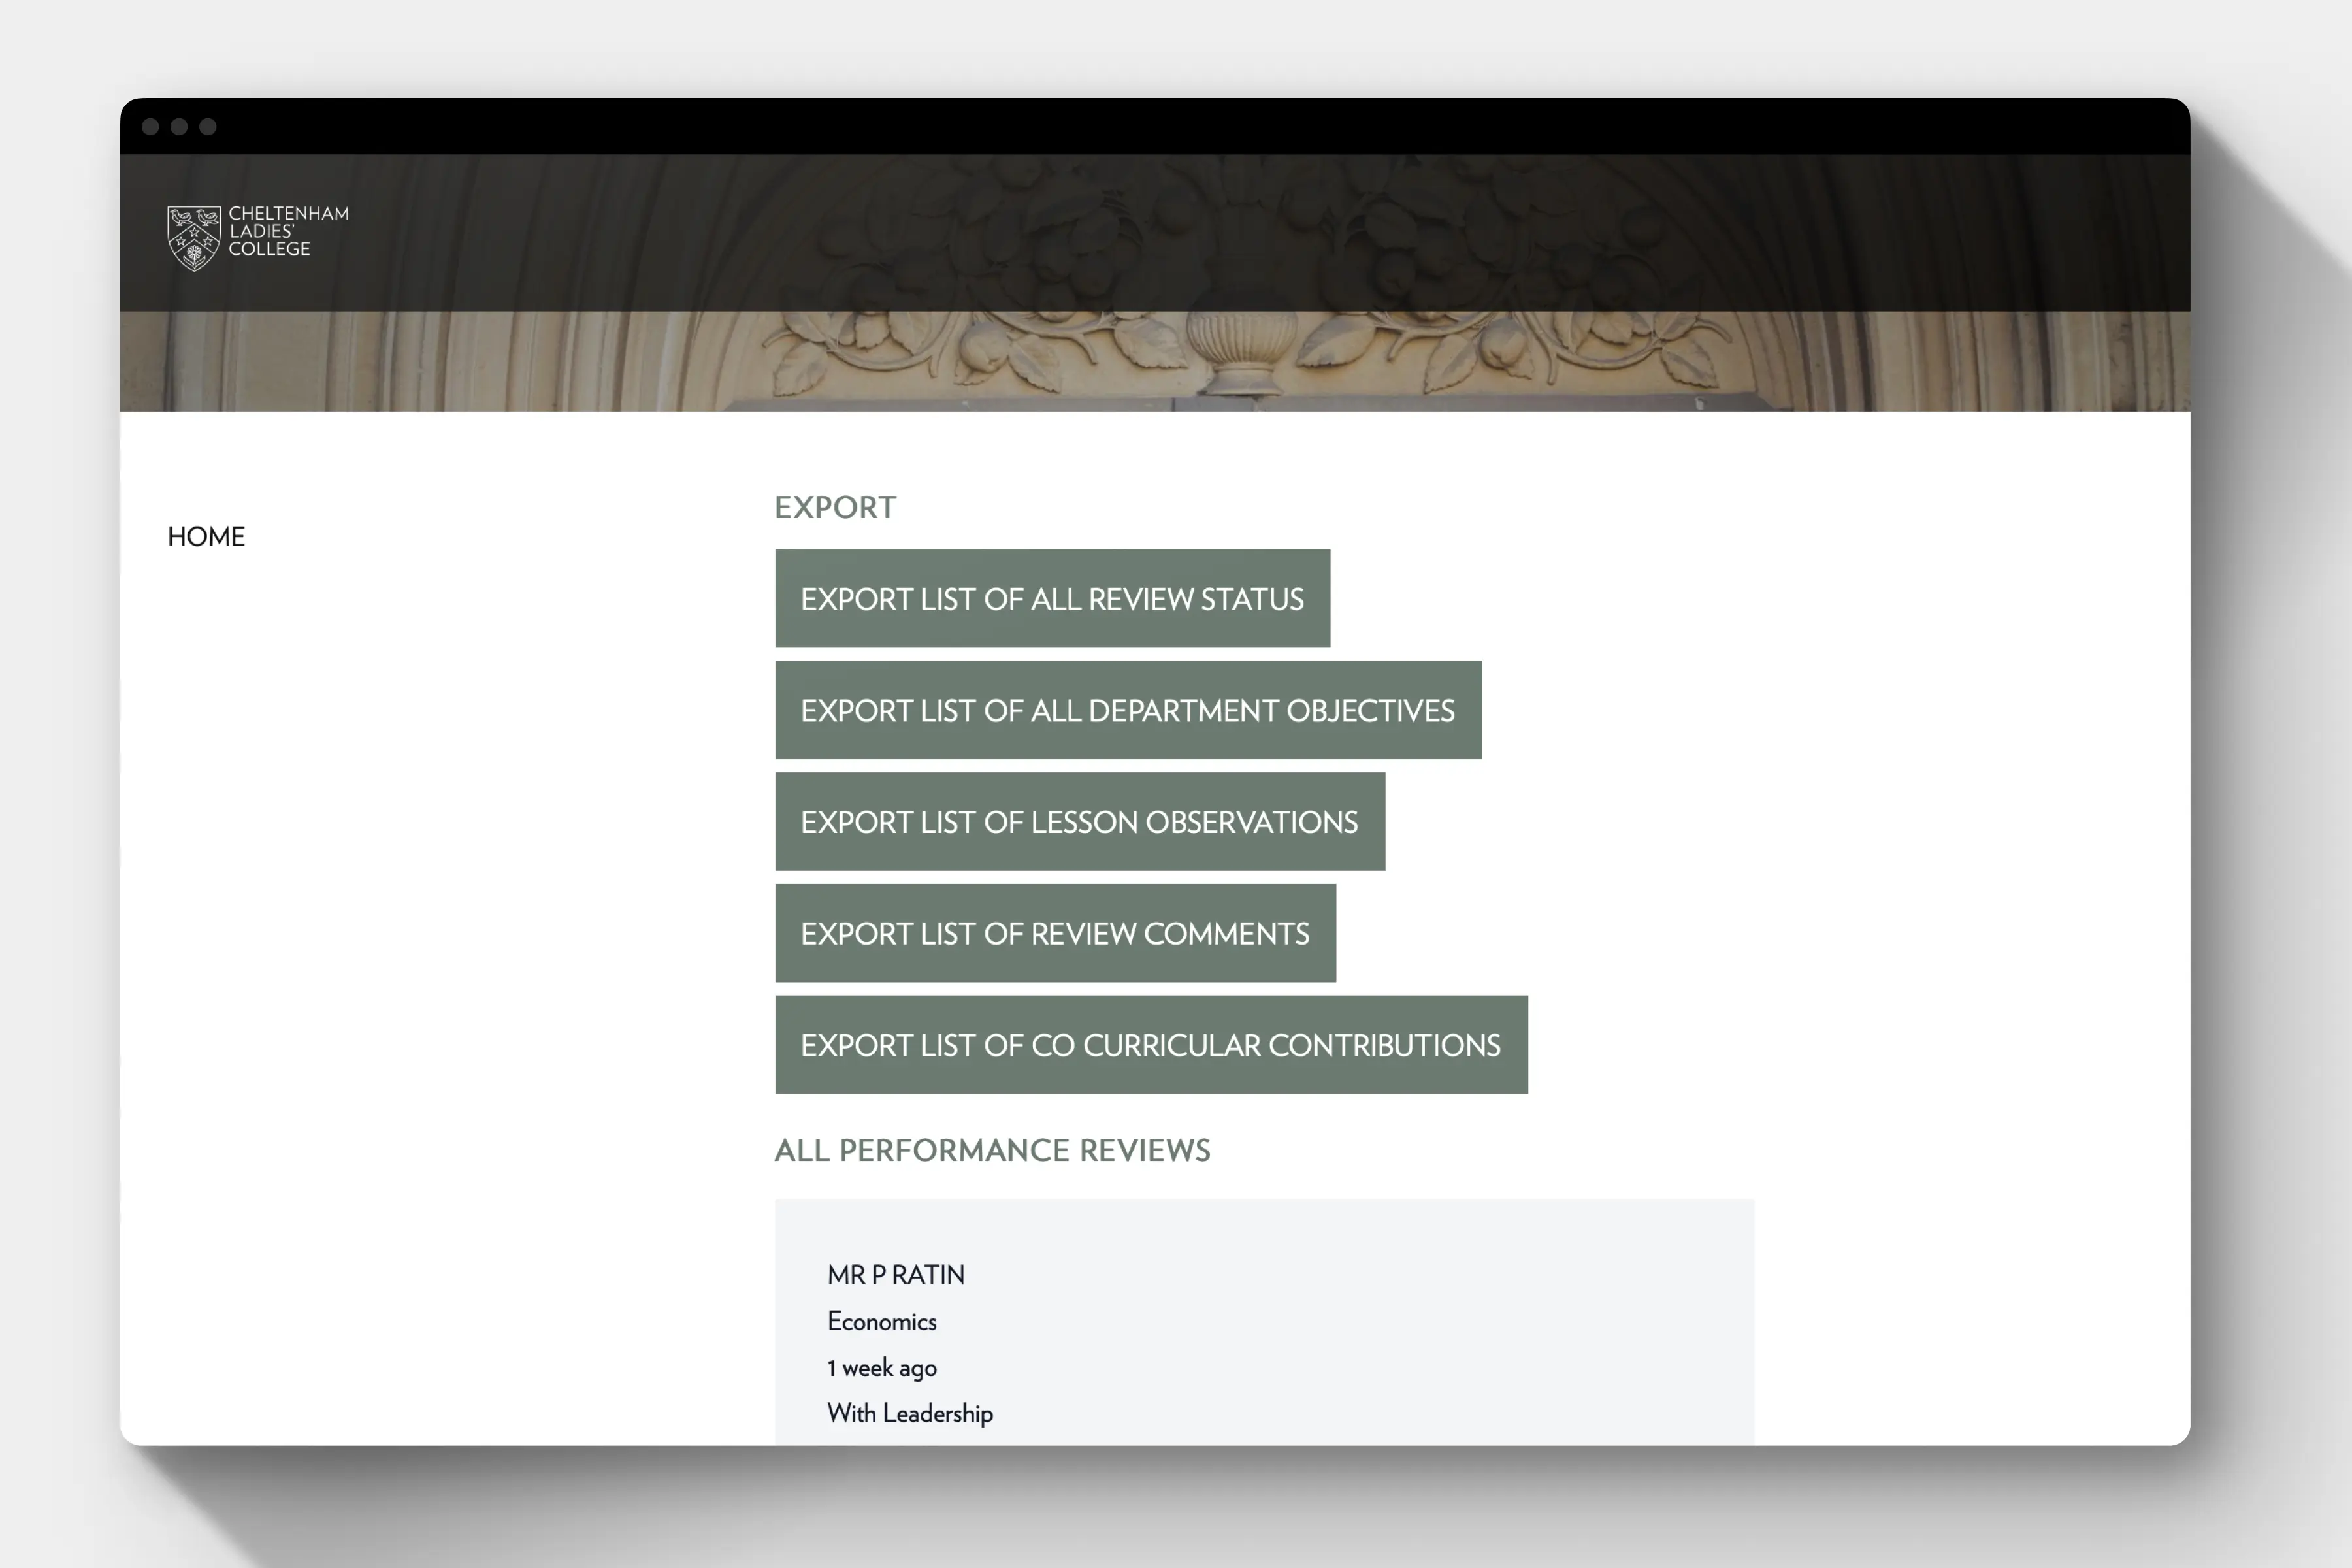 CHELTENHAM
LADIES'
COLLEGE
HOME
EXPORT
EXPORT LIST OF ALL REVIEW STATUS
EXPORT LIST OF ALL DEPARTMENT OBJECTIVES
EXPORT LIST OF LESSON OBSERVATIONS
EXPORT LIST OF REVIEW COMMENTS
EXPORT LIST OF CO CURRICULAR CONTRIBUTIONS
ALL PERFORMANCE REVIEWS
MR P RATIN
Economics
1 week ago
With Leadership